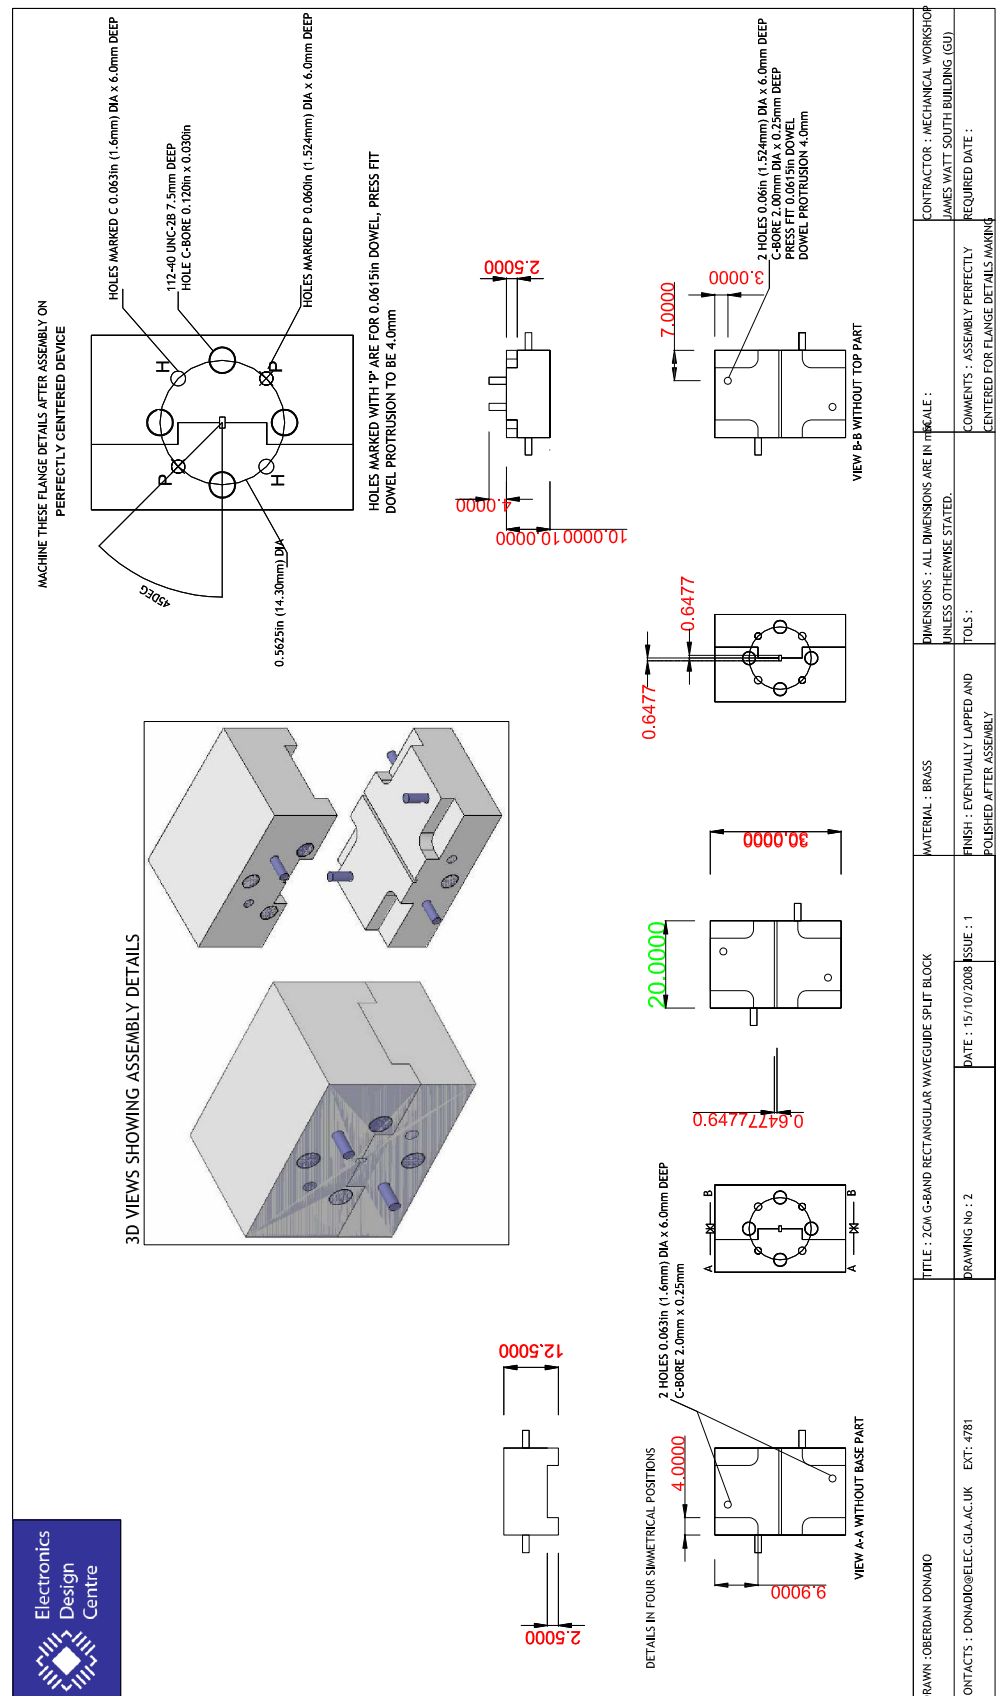 Electronics
Design
Centre
3D VIEWS SHOWING ASSEMBLY DETAILS
MACHINE THESE FLANGE DETAILS AFTER ASSEMBLY ON
PERFECTLY CENTERED DEVICE
45DEG
0.5625in (14.30mm) DIA
P
H
H
P
HOLES MARKED C 0.063in (1.6mm) DIA x 6.0mm DEEP
112-40 UNC-2B 7.5mm DEEP
HOLE C-BORE 0.120in x 0.030in
HOLES MARKED P 0.060in (1.524mm) DIA x 6.0mm DEEP
HOLES MARKED WITH 'P' ARE FOR 0.0615in DOWEL, PRESS FIT
DOWEL PROTRUSION TO BE 4.0mm
2.5000
12.5000
4.0000
10.0000
10.0000
2.5000
DETAILS IN FOUR SIMMETRICAL POSITIONS
9.9000
4.0000
2 HOLES 0.063in (1.6mm) DIA x 6.0mm DEEP
C-BORE 2.0mm x 0.25mm
VIEW A-A WITHOUT BASE PART
A
B
A
B
0.6477
0.6477
20.0000
30.0000
0.6477
0.6477
7.0000
3.0000
2 HOLES 0.06in (1.524mm) DIA x 6.0mm DEEP
C-BORE 2.00mm DIA x 0.25mm DEEP
PRESS FIT 0.0615in DOWEL
DOWEL PROTRUSION 4.0mm
VIEW B-B WITHOUT TOP PART
RAWN :OBERDAN DONADIO
ONTACTS : DONADIO@ELEC.GLA.AC.UK EXT: 4781
TITLE : 2CM G-BAND RECTANGULAR WAVEGUIDE SPLIT BLOCK
DRAWING No : 2
DATE : 15/10/2008
ISSUE : 1
MATERIAL : BRASS
FINISH : EVENTUALLY LAPPED AND
POLISHED AFTER ASSEMBLY
DIMENSIONS : ALL DIMENSIONS ARE IN mm
UNLESS OTHERWISE STATED.
TOLS :
SCALE :
COMMENTS : ASSEMBLY PERFECTLY
CENTERED FOR FLANGE DETAILS MAKING
CONTRACTOR : MECHANICAL WORKSHOP
JAMES WATT SOUTH BUILDING (GU)
REQUIRED DATE :